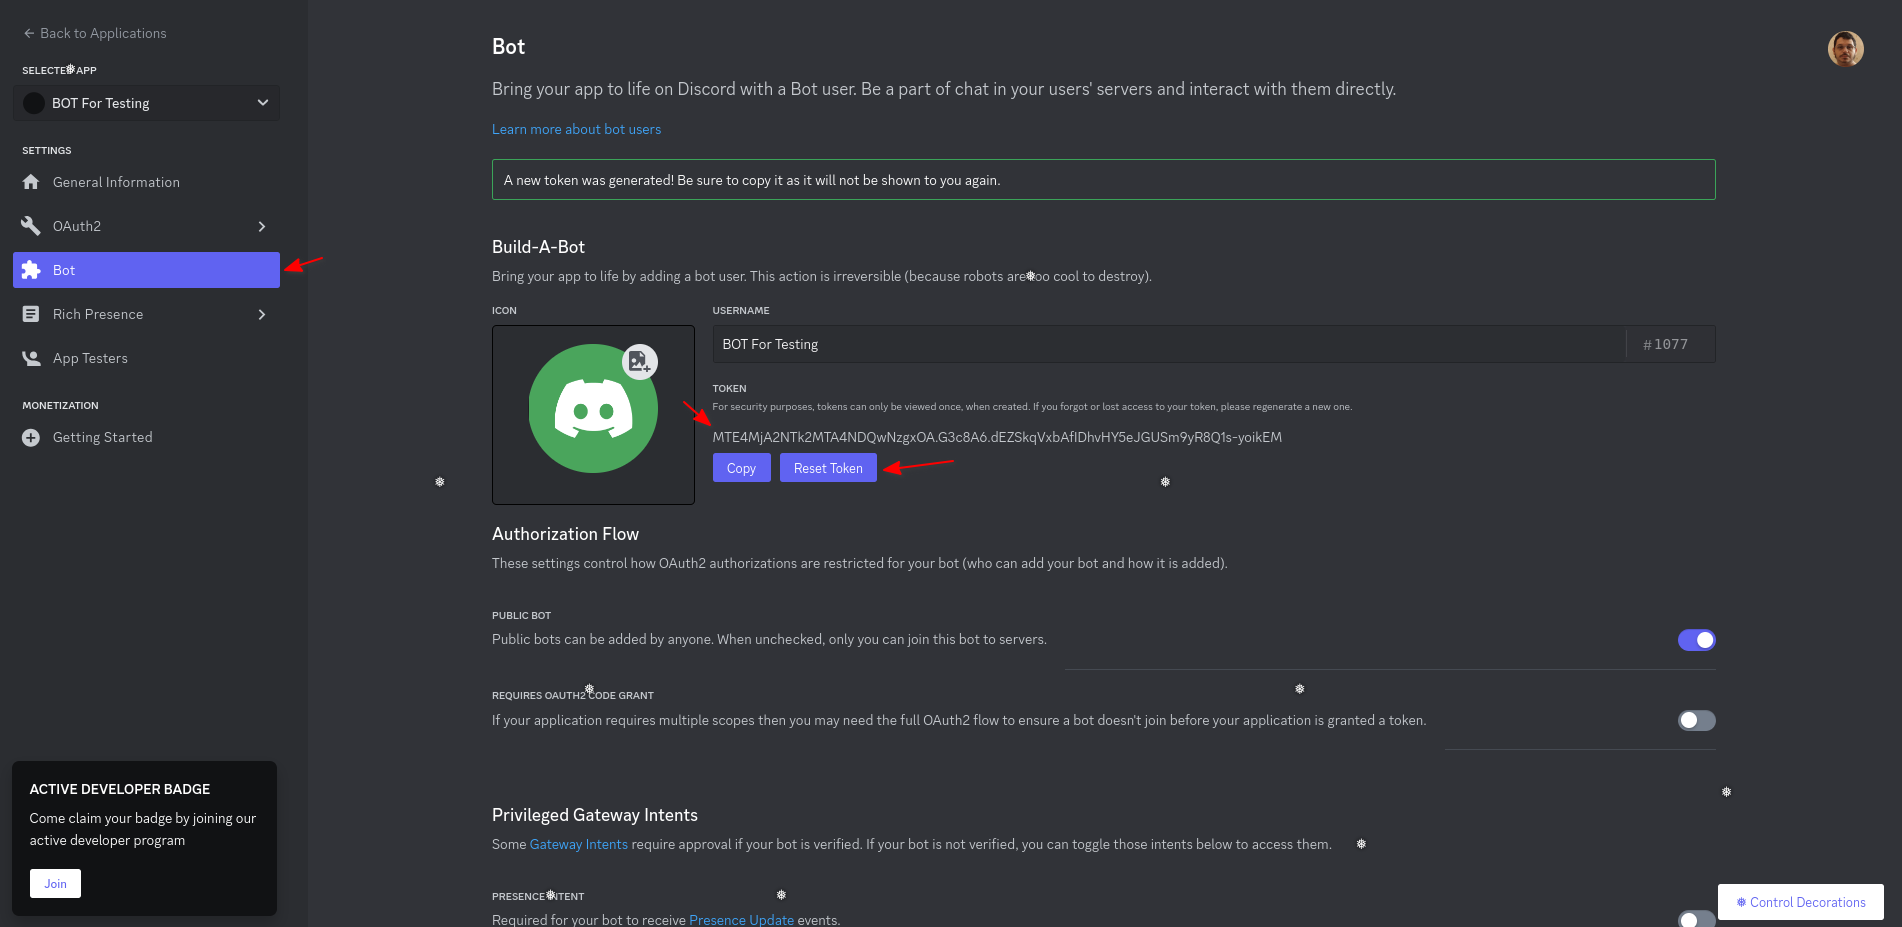 Back to Applications
SELECTED APP
BOT For Testing
SETTINGS
General Information
OAuth2
Bot
Rich Presence
App Testers
MONETIZATION
Getting Started
ACTIVE DEVELOPER BADGE
Come claim your badge by joining our
active developer program
Join
Bot
Bring your app to life on Discord with a Bot user. Be a part of chat in your users' servers and interact with them directly.
Learn more about bot users
A new token was generated! Be sure to copy it as it will not be shown to you again.
Build-A-Bot
Bring your app to life by adding a bot user. This action is irreversible (because robots are too cool to destroy).
ICON
USERNAME
BOT For Testing
#1077
TOKEN
For security purposes, tokens can only be viewed once, when created. If you forgot or lost access to your token, please regenerate a new one.
MTE4MjA2NTk2MTA4NDQwNzgxOA.G3c8A6.dEZSkqVxbAfIDhvHY5eJGUSm9yR8Q1s-yoikEM
Copy
Reset Token
Authorization Flow
These settings control how OAuth2 authorizations are restricted for your bot (who can add your bot and how it is added).
PUBLIC BOT
Public bots can be added by anyone. When unchecked, only you can join this bot to servers.
REQUIRES OAUTH2 CODE GRANT
If your application requires multiple scopes then you may need the full OAuth2 flow to ensure a bot doesn't join before your application is granted a token.
Privileged Gateway Intents
Some Gateway Intents require approval if your bot is verified. If your bot is not verified, you can toggle those intents below to access them.
PRESENCE INTENT
Required for your bot to receive Presence Update events.
Control Decorations